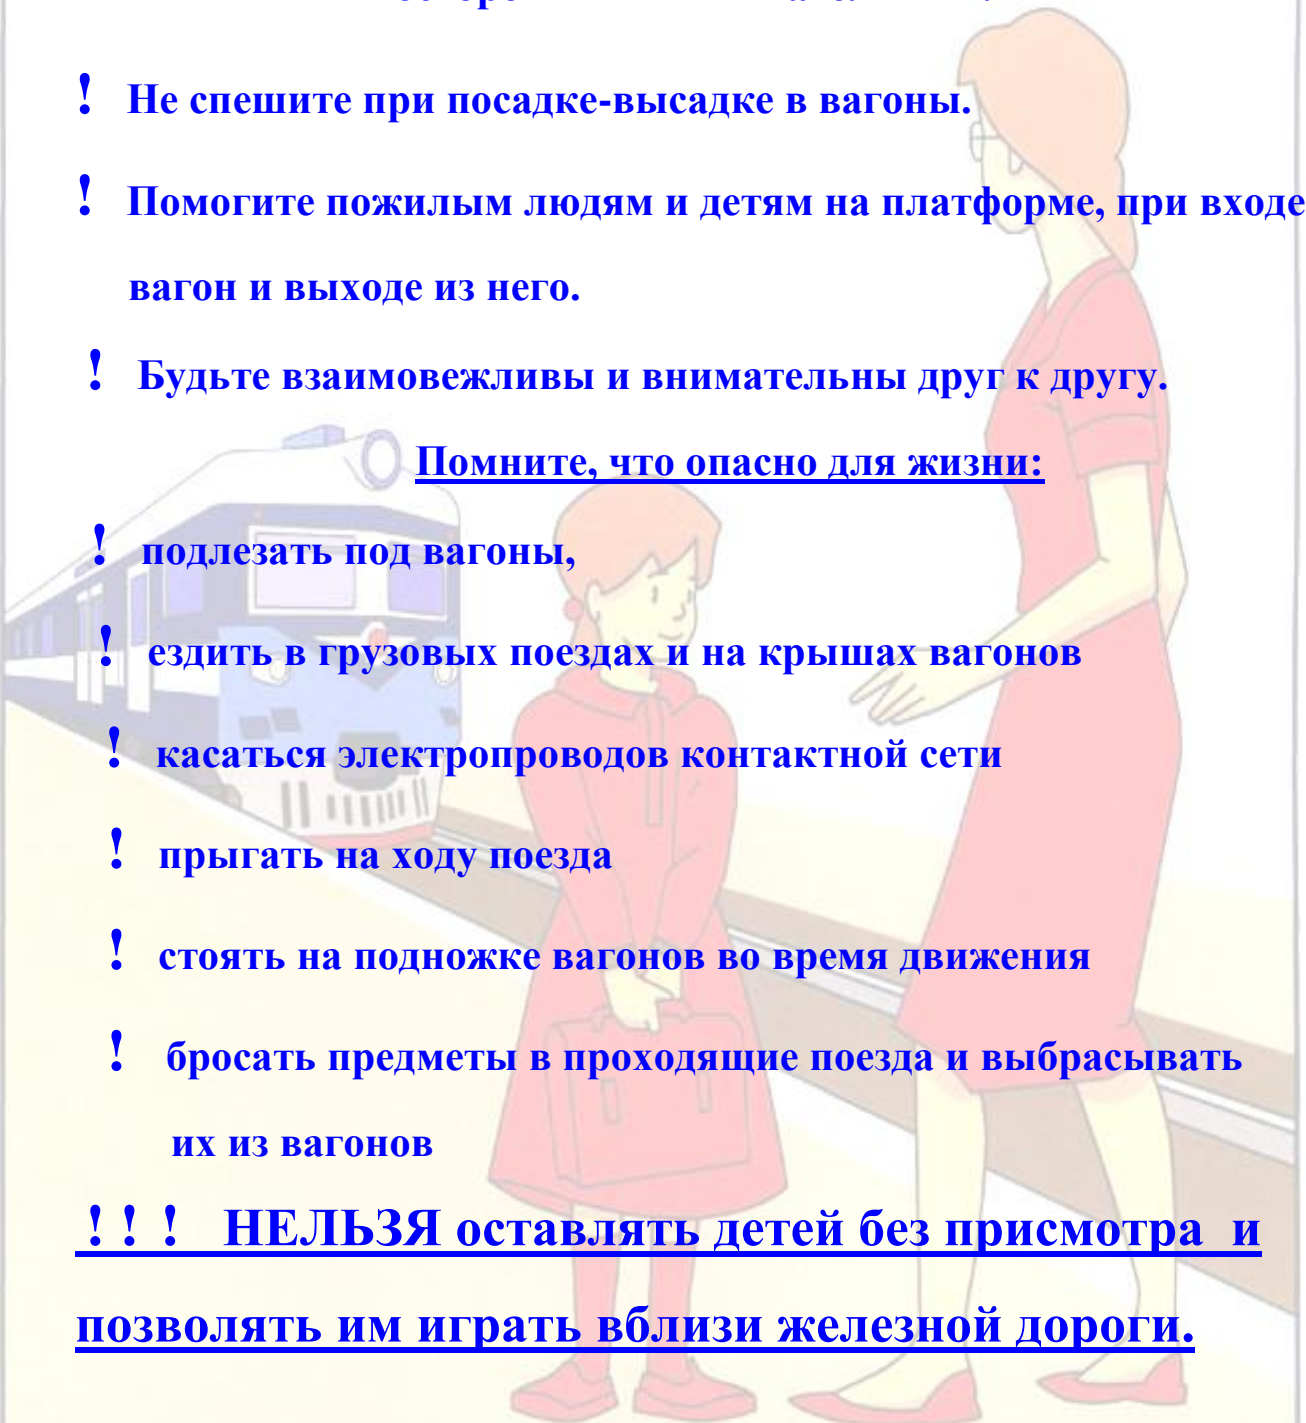 ! Не спешите при посадке-высадке в вагоны.
! Помогите пожилым людям и детям на платформе, при входе
вагон и выходе из него.
! Будьте взаимовежливы и внимательны друг к другу.
Помните, что опасно для жизни:
! подлезать под вагоны,
! ездить в грузовых поездах и на крышах вагонов
! касаться электропроводов контактной сети
! прыгать на ходу поезда
! стоять на подножке вагонов во время движения
! бросать предметы в проходящие поезда и выбрасывать
их из вагонов
! ! ! НЕЛЬЗЯ оставлять детей без присмотра и
позволять им играть вблизи железной дороги.